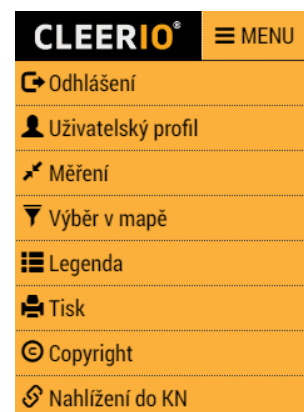 CLEERIO® MENU
Odhlášení
Uživatelský profil
Měření
Výběr v mapě
Legenda
Tisk
Copyright
Nahlížení do KN